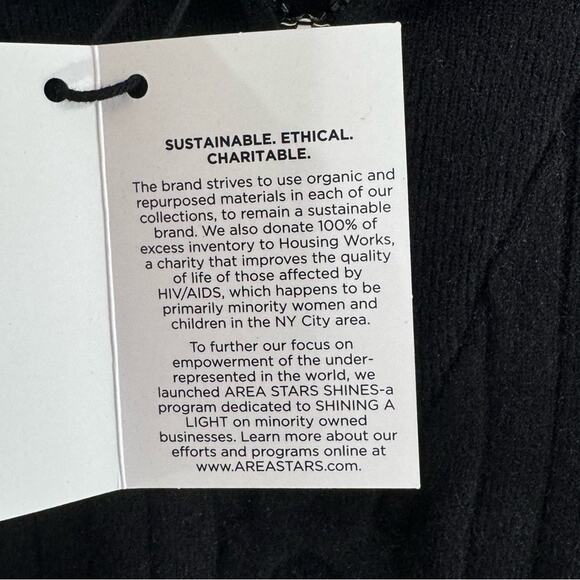 SUSTAINABLE. ETHICAL.
CHARITABLE.
The brand strives to use organic and
repurposed materials in each of our
collections, to remain a sustainable
brand. We also donate 100% of
excess inventory to Housing Works,
a charity that improves the quality
of life of those affected by
HIV/AIDS, which happens to be
primarily minority women and
children in the NY City area.
To further our focus on
empowerment of the under-
represented in the world, we
launched AREA STARS SHINES-a
program dedicated to SHINING A
LIGHT on minority owned
businesses. Learn more about our
efforts and programs online at
www.AREASTARS.com.